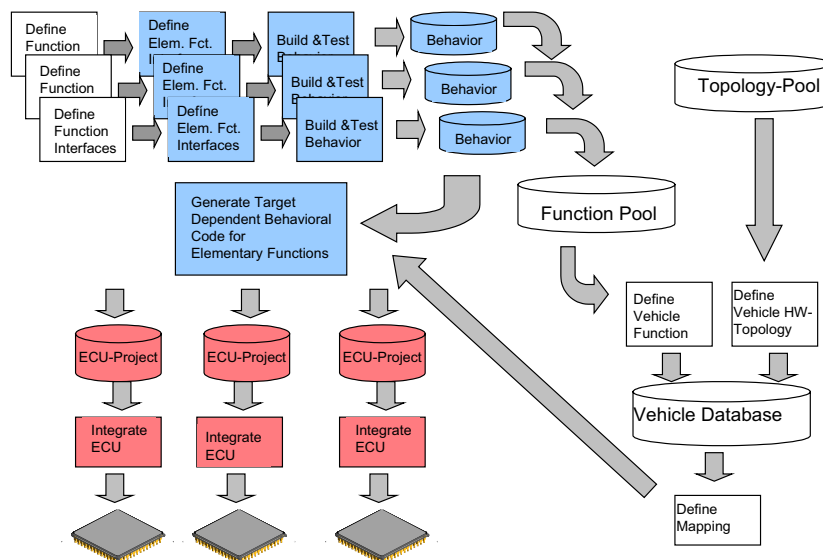 Define
Function
Define
Elem. Fct.
Build &Test
Behavior
Behavior
Define
Function
Define
Elem. Fct.
Build &Test
Behavior
Behavior
Define
Function
Interfaces
Define
Elem. Fct.
Interfaces
Build &Test
Behavior
Behavior
Topology-Pool
Generate Target
Dependent Behavioral
Code for
Elementary Functions
Function Pool
Define
Vehicle
Function
Define
Vehicle HW-
Topology
ECU-Project
ECU-Project
ECU-Project
Vehicle Database
Integrate
ECU
Integrate
ECU
Integrate
ECU
Define
Mapping